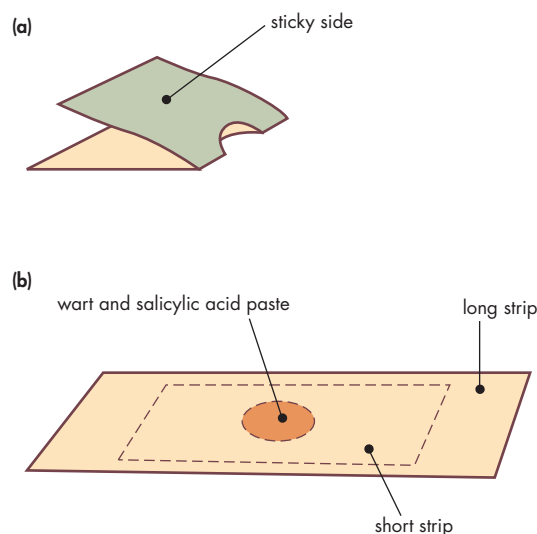 (a)
sticky side
(b)
wart and salicylic acid paste
long strip
short strip